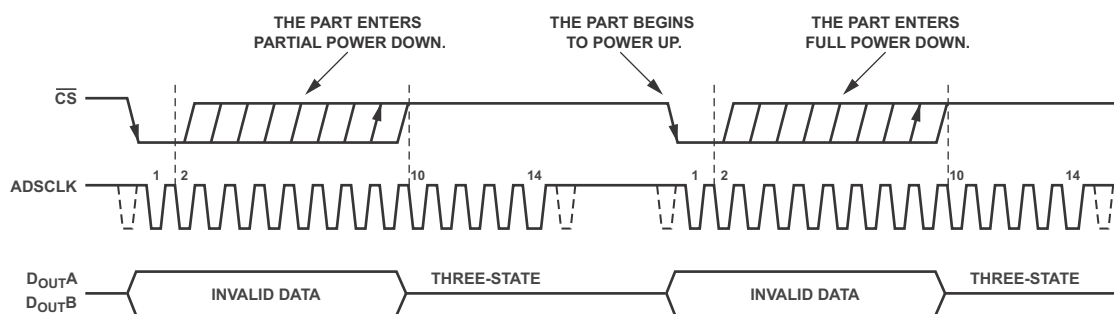 THE PART ENTERS
PARTIAL POWER DOWN.
THE PART BEGINS
TO POWER UP.
THE PART ENTERS
FULL POWER DOWN.
CS
ADSCLK
1 2 10 14 1 2 10 14
DOUTA
DOUTB
INVALID DATA THREE-STATE INVALID DATA THREE-STATE